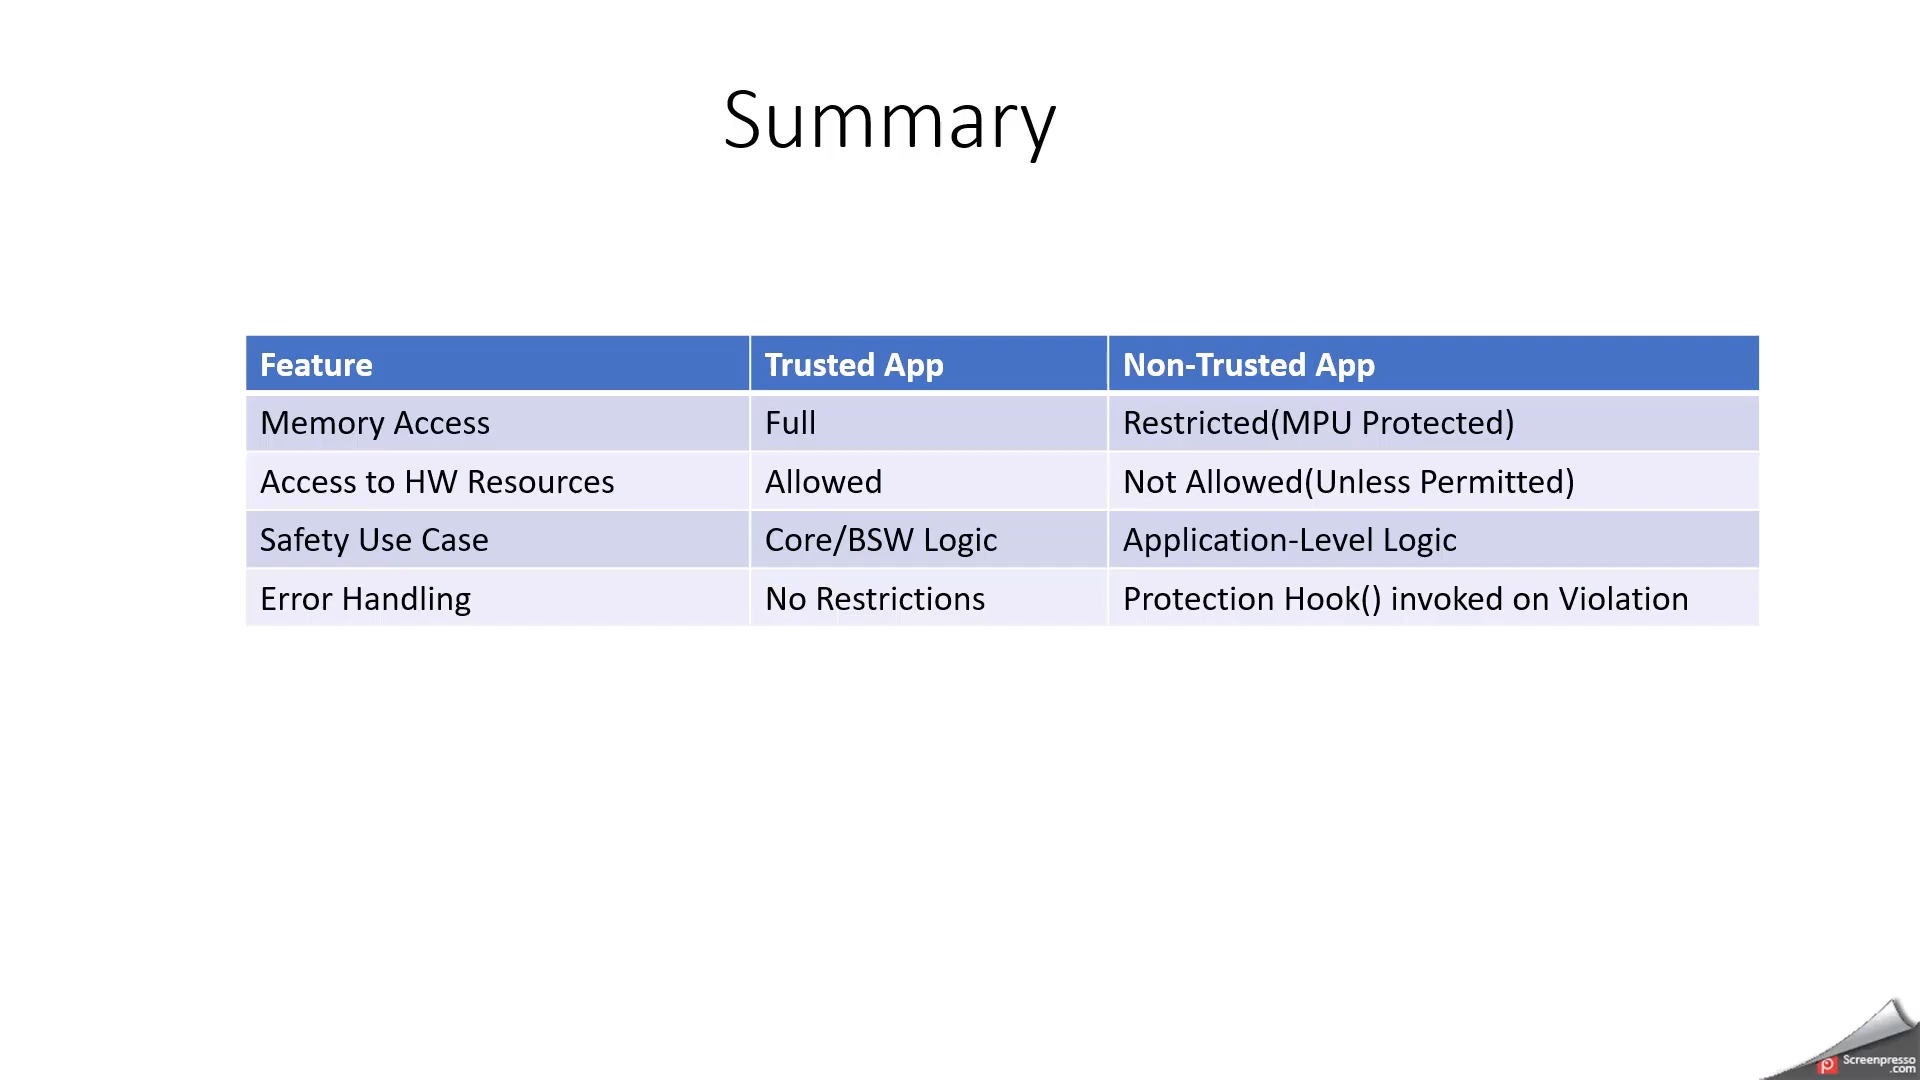 Summary
Feature Trusted App Non-Trusted App
Memory Access Full Restricted(MPU Protected)
Access to HW Resources Allowed Not Allowed(Unless Permitted)
Safety Use Case Core/BSW Logic Application-Level Logic
Error Handling No Restrictions Protection Hook() invoked on Violation
Screenpresso
.com